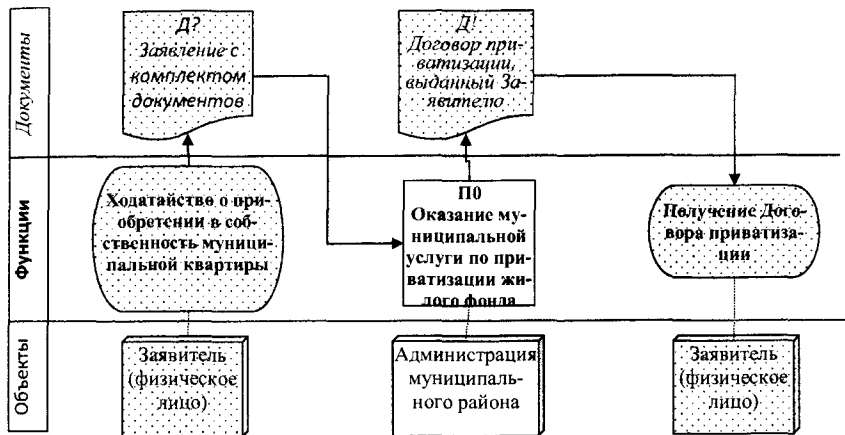 Документы
Д?
Заявление с
комплектом
документов
Д!
Договор при-
ватизации,
выданный За-
явителю
Функции
Ходатайство о при-
обретении в соб-
ственность муници-
пальной квартиры
П0
Оказание му-
ниципальной
услуги по при-
ватизации жи-
лого фонда
Получение Дого-
вора приватиза-
ции
Объекты
Заявитель
(физическое
лицо)
Администрация
муниципаль-
ного района
Заявитель
(физическое
лицо)